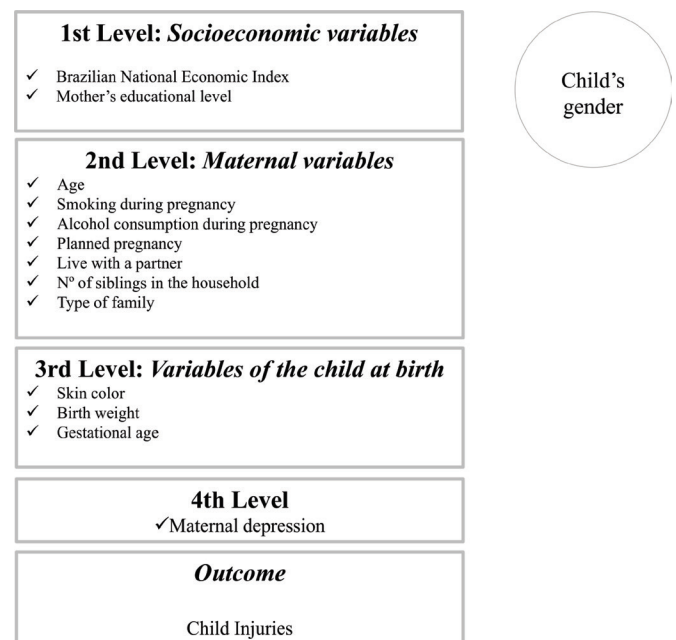 1st Level: Socioeconomic variables
✓ Brazilian National Economic Index
✓ Mother's educational level
Child's
gender
2nd Level: Maternal variables
✓ Age
✓ Smoking during pregnancy
✓ Alcohol consumption during pregnancy
✓ Planned pregnancy
✓ Live with a partner
✓ Nº of siblings in the household
✓ Type of family
3rd Level: Variables of the child at birth
✓ Skin color
✓ Birth weight
✓ Gestational age
4th Level
✓Maternal depression
Outcome
Child Injuries